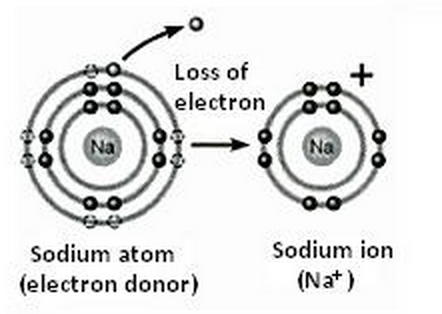 Loss of
electron
+
Na
Na
Sodium atom
(electron donor)
Sodium ion
(Na⁺)